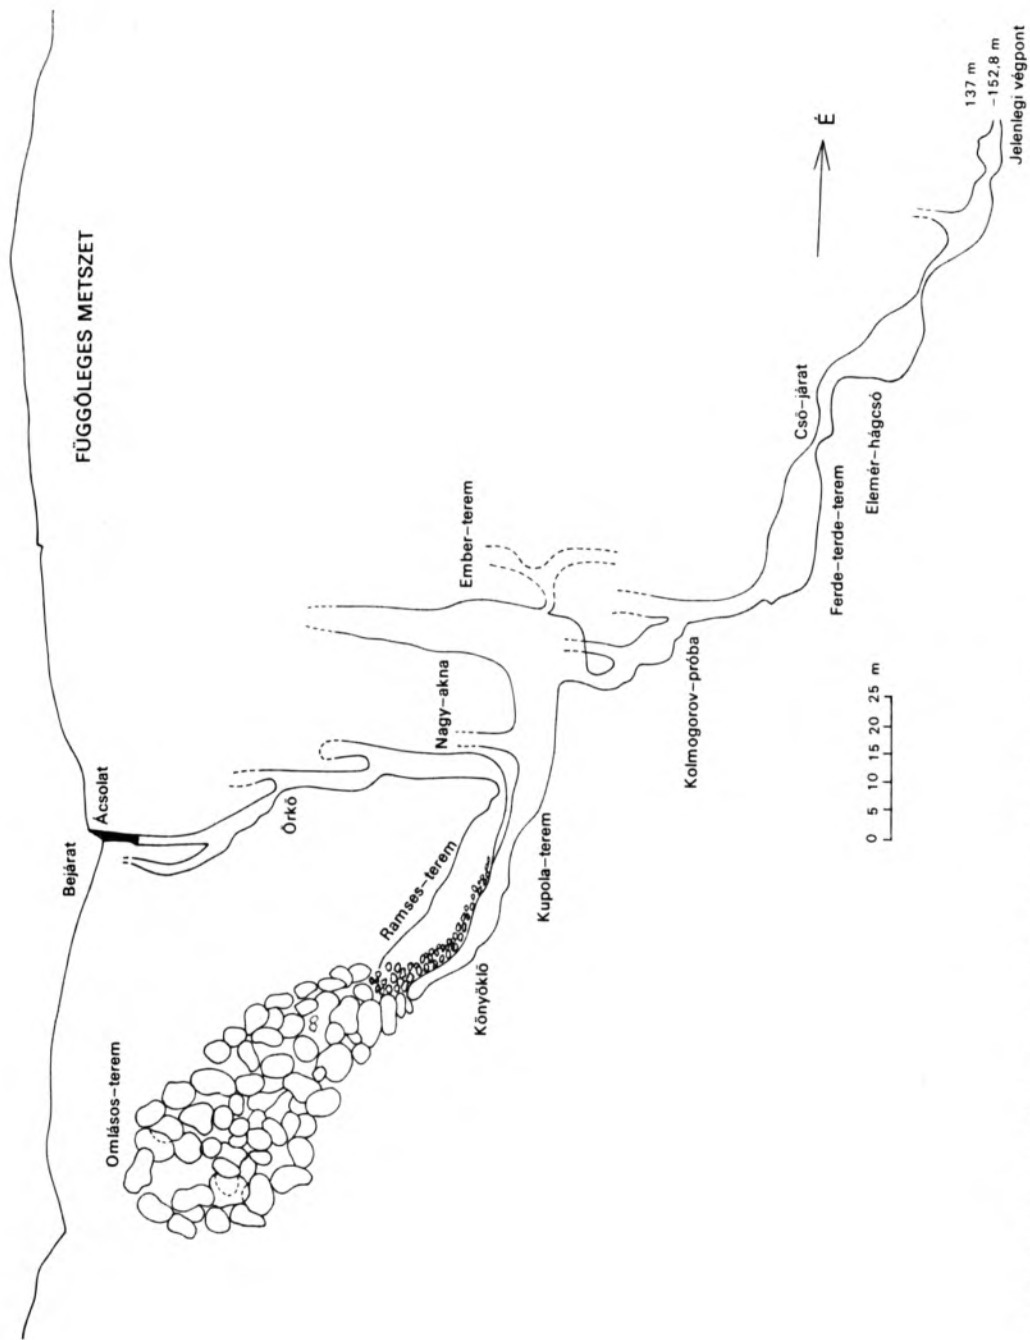 FÜGGŐLEGES METSZET
Bejárat
Ácsolat
Őrkő
Omlásos-terem
Ramses-terem
Nagy-akna
Ember-terem
Könyöklő
Kupola-terem
Kolmogorov-próba
Ferde-terde-terem
Cső-járat
Elemér-hágcsó
É
137 m
-152,8 m
Jelenlegi végpont
0 5 10 15 20 25 m